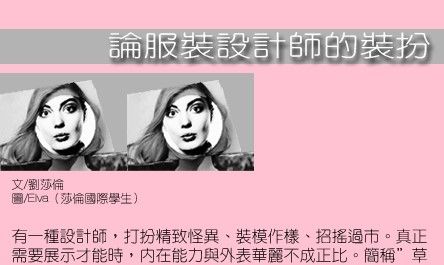 論服裝設計師的裝扮
文/劉莎倫
圖/Elva（莎倫國際學生）
有一種設計師，打扮精致怪異、裝模作樣、招搖過市。真正
需要展示才能時，內在能力與外表華麗不成正比。簡稱”草